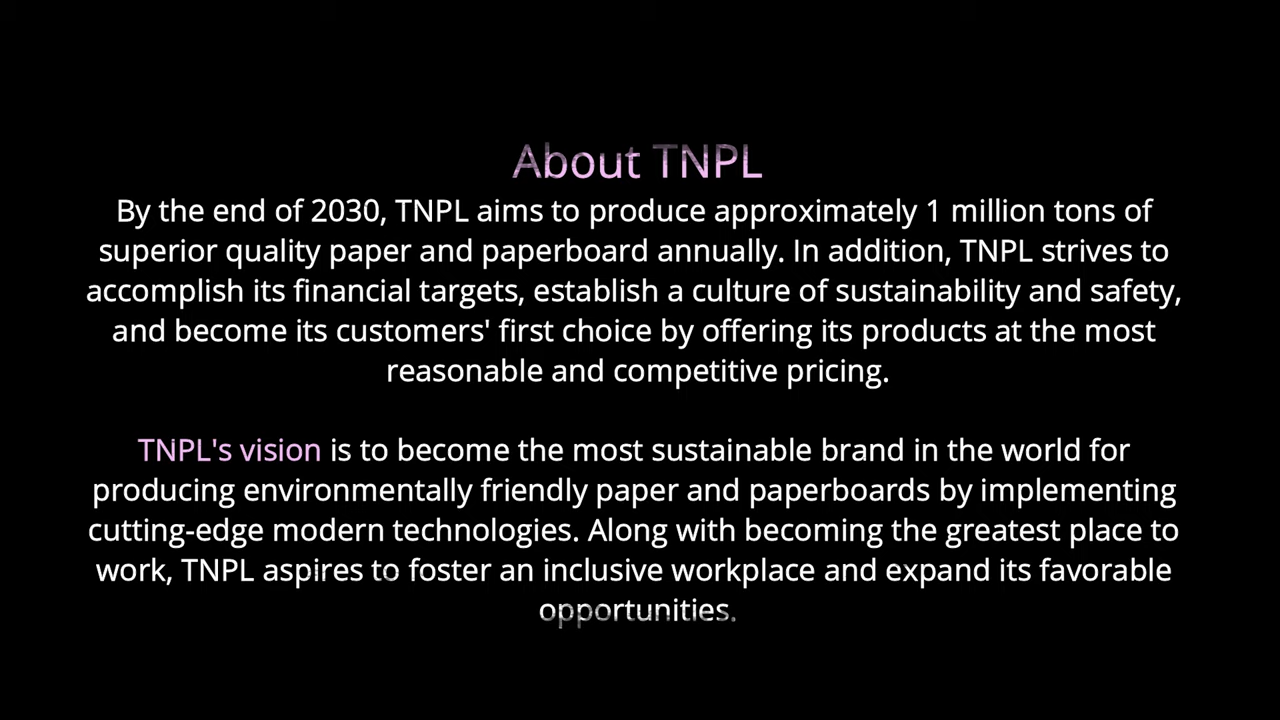 About TNPL
By the end of 2030, TNPL aims to produce approximately 1 million tons of
superior quality paper and paperboard annually. In addition, TNPL strives to
accomplish its financial targets, establish a culture of sustainability and safety,
and become its customers' first choice by offering its products at the most
reasonable and competitive pricing.
TNPL's vision is to become the most sustainable brand in the world for
producing environmentally friendly paper and paperboards by implementing
cutting-edge modern technologies. Along with becoming the greatest place to
work, TNPL aspires to foster an inclusive workplace and expand its favorable
opportunities.